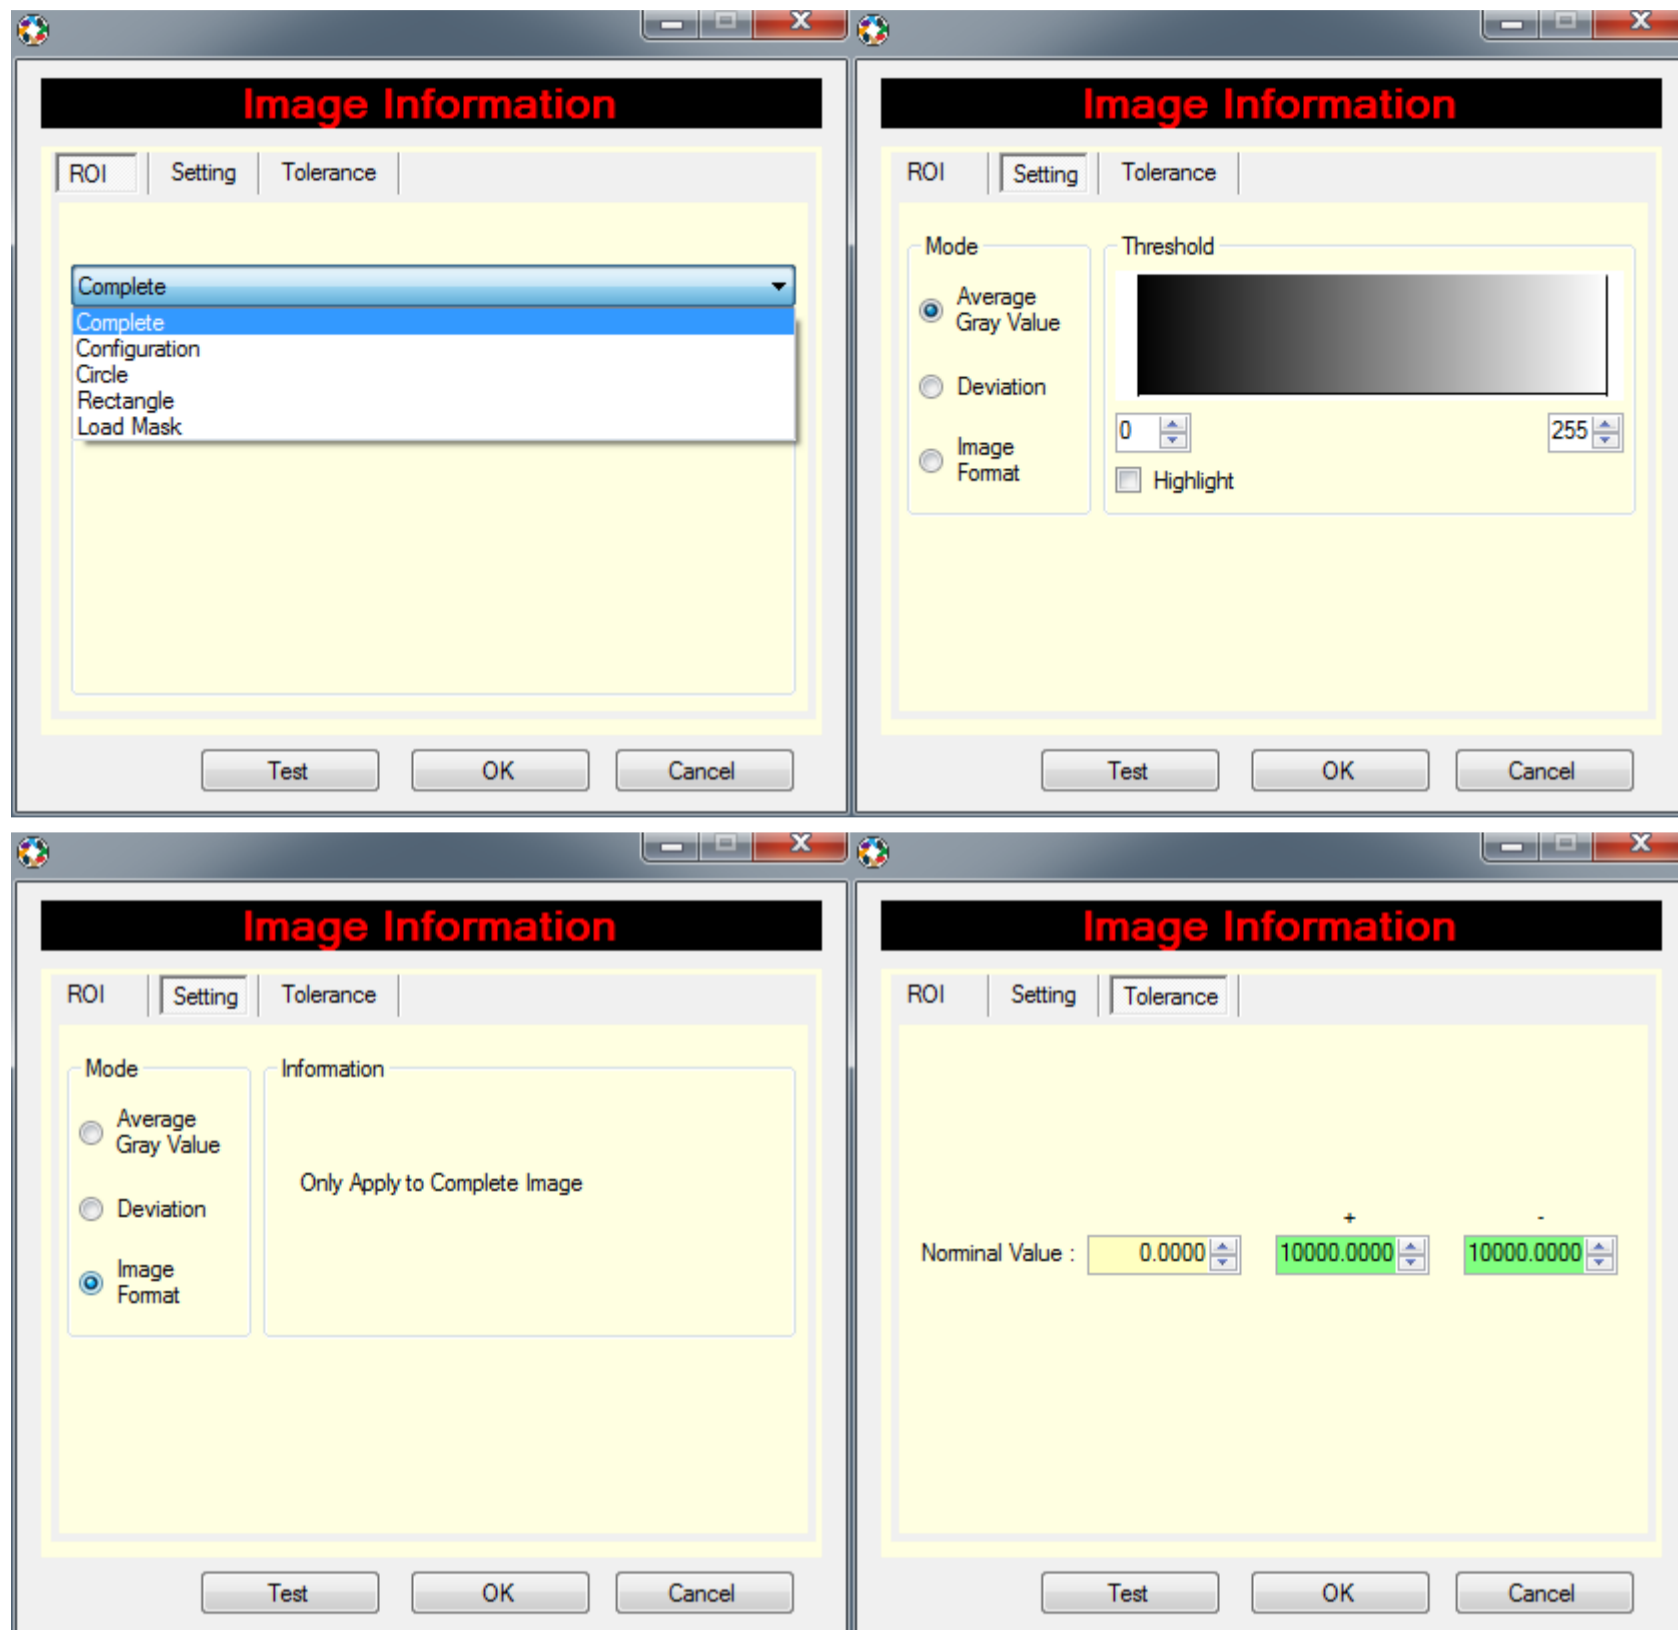 Image Information
ROI Setting Tolerance
Complete
Complete
Configuration
Circle
Rectangle
Load Mask
Test OK Cancel
Image Information
ROI Setting Tolerance
Mode
Average
Gray Value
Deviation
Image
Format
Threshold
0 255
Highlight
Test OK Cancel
Image Information
ROI Setting Tolerance
Mode
Average
Gray Value
Deviation
Image
Format
Information
Only Apply to Complete Image
Test OK Cancel
Image Information
ROI Setting Tolerance
+ -
Norminal Value : 0.0000 10000.0000 10000.0000
Test OK Cancel